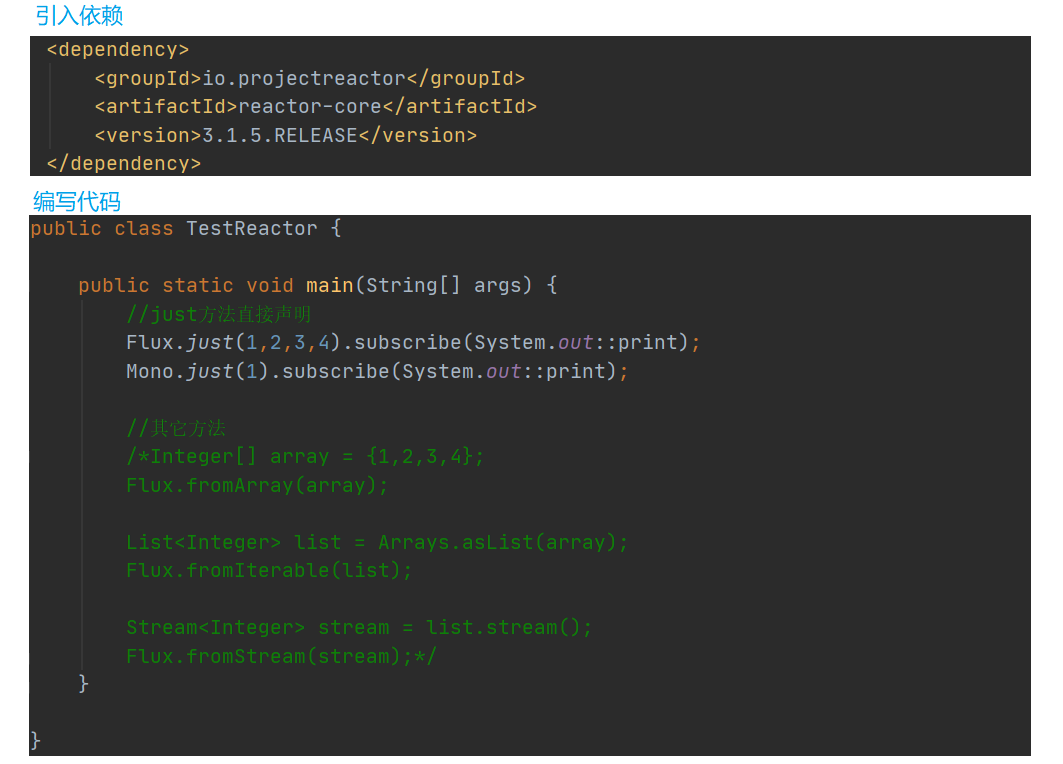 引入依赖
<dependency>
<groupId>io.projectreactor</groupId>
<artifactId>reactor-core</artifactId>
<version>3.1.5.RELEASE</version>
</dependency>
编写代码
public class TestReactor {
public static void main(String[] args) {
//just方法直接声明
Flux.just(1,2,3,4).subscribe(System.out::print);
Mono.just(1).subscribe(System.out::print);
//其它方法
/*Integer[] array = {1,2,3,4};
Flux.fromArray(array);
List<Integer> list = Arrays.asList(array);
Flux.fromIterable(list);
Stream<Integer> stream = list.stream();
Flux.fromStream(stream);*/
}
}